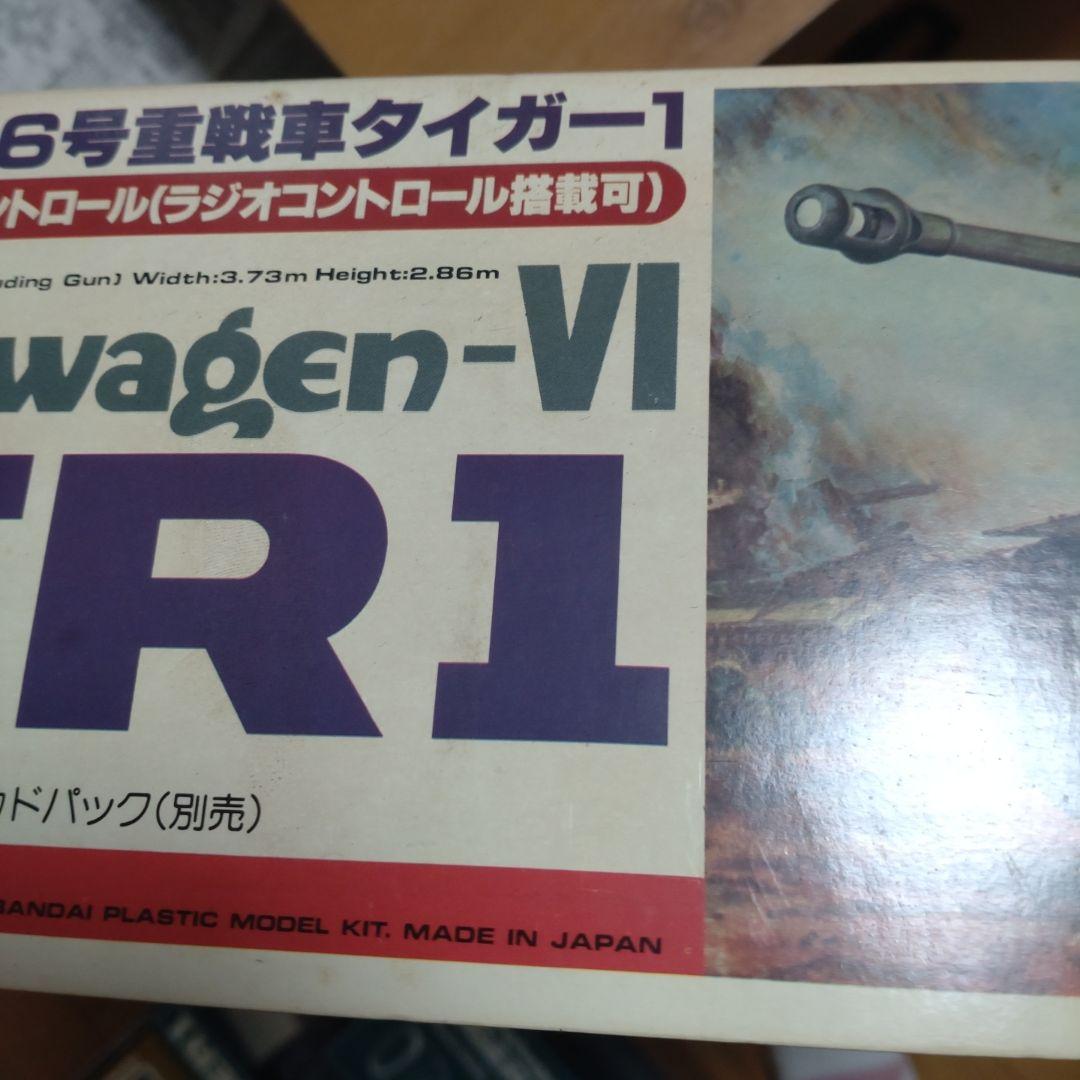 6号重戦車タイガー1
ントロール(ラジオコントロール搭載可)
uding Gun) Width:3.73m Height:2.86m
wagen-VI
R1
ウドパック(別売)
BANDAI PLASTIC MODEL KIT. MADE IN JAPAN